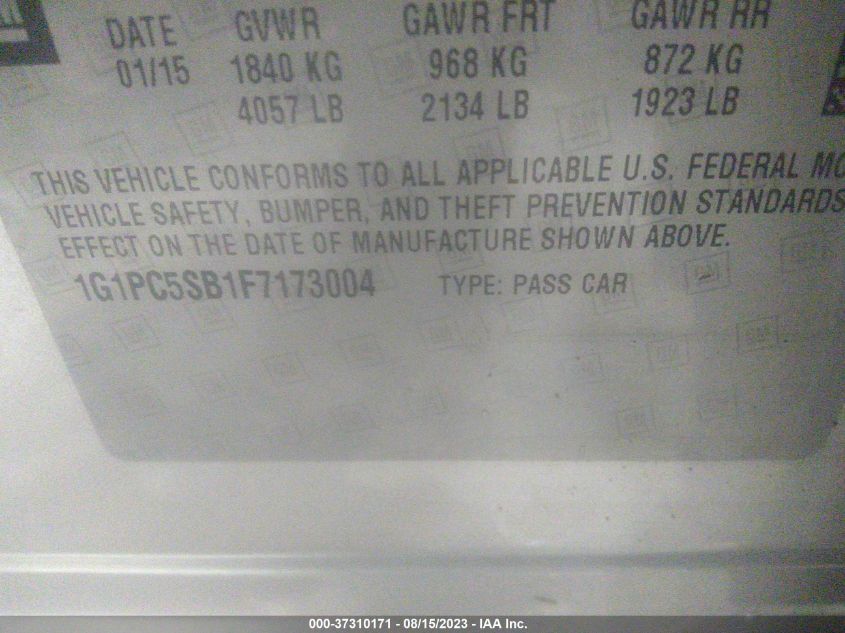 DATE GVWR GAWR FRT GAWR RR
01/15 1840 KG 968 KG 872 KG
4057 LB 2134 LB 1923 LB
THIS VEHICLE CONFORMS TO ALL APPLICABLE U.S. FEDERAL MO
VEHICLE SAFETY, BUMPER, AND THEFT PREVENTION STANDARDS
EFFECT ON THE DATE OF MANUFACTURE SHOWN ABOVE.
1G1PC5SB1F7173004 TYPE: PASS CAR
000-37310171 - 08/15/2023 - IAA Inc.